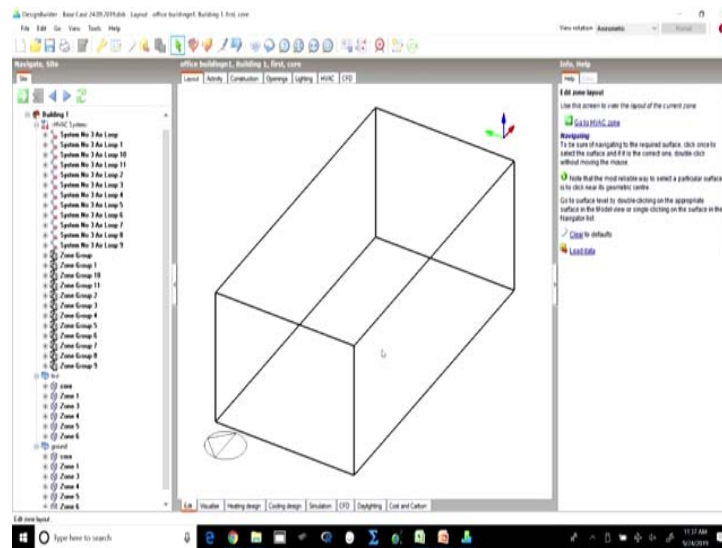 DesignBuilder - Base Case 24.09.2019.dsb - Layout - office buildingn1, Building 1, first, core
File Edit Go View Tools Help
View rotation Axonometric
Normal
Navigate, Site
Site
Building 1
HVAC Systems
System No 3 Air Loop
System No 3 Air Loop 1
System No 3 Air Loop 10
System No 3 Air Loop 11
System No 3 Air Loop 2
System No 3 Air Loop 3
System No 3 Air Loop 4
System No 3 Air Loop 5
System No 3 Air Loop 6
System No 3 Air Loop 7
System No 3 Air Loop 8
System No 3 Air Loop 9
Zone Group
Zone Group 1
Zone Group 10
Zone Group 11
Zone Group 2
Zone Group 3
Zone Group 4
Zone Group 5
Zone Group 6
Zone Group 7
Zone Group 8
Zone Group 9
first
core
Zone 1
Zone 3
Zone 4
Zone 5
Zone 6
ground
core
Zone 1
Zone 3
Zone 4
Zone 5
Zone 6
office buildingn1, Building 1, first, core
Layout Activity Construction Openings Lighting HVAC CFD
Edit Visualise Heating design Cooling design Simulation CFD Daylighting Cost and Carbon
Info, Help
Help
Edit zone layout
Use this screen to view the layout of the current zone
Go to HVAC zone
Navigating
To be sure of navigating to the required surface, click once to
select the surface and if it is the correct one, double-click
without moving the mouse
Note that the most reliable way to select a particular surface
is to click near its geometric centre
Go to surface level by double-clicking on the appropriate
surface in the Model view or single-clicking on the surface in the
Navigator list
Clear to defaults
Load data
Edit zone layout
Type here to search
11:37 AM
9/24/2019